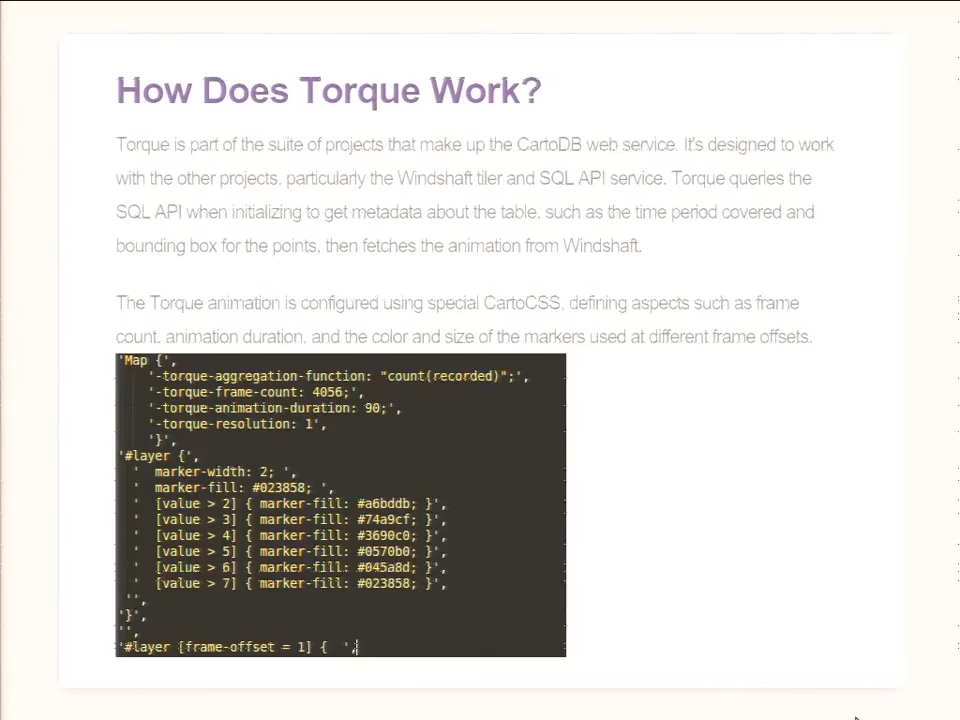 How Does Torque Work?
Torque is part of the suite of projects that make up the CartoDB web service. It's designed to work
with the other projects, particularly the Windshaft tiler and SQL API service. Torque queries the
SQL API when initializing to get metadata about the table, such as the time period covered and
bounding box for the points, then fetches the animation from Windshaft.
The Torque animation is configured using special CartoCSS, defining aspects such as frame
count, animation duration, and the color and size of the markers used at different frame offsets.
'Map {',
'-torque-aggregation-function: "count(recorded)";',
'-torque-frame-count: 4056;',
'-torque-animation-duration: 90;',
'-torque-resolution: 1',
'}',
'#layer {',
'  marker-width: 2; ',
'  marker-fill: #023858; ',
'  [value > 2] { marker-fill: #a6bddb; }',
'  [value > 3] { marker-fill: #74a9cf; }',
'  [value > 4] { marker-fill: #3690c0; }',
'  [value > 5] { marker-fill: #0570b0; }',
'  [value > 6] { marker-fill: #045a8d; }',
'  [value > 7] { marker-fill: #023858; }',
'',
'}',
'',
'#layer [frame-offset = 1] {  ',